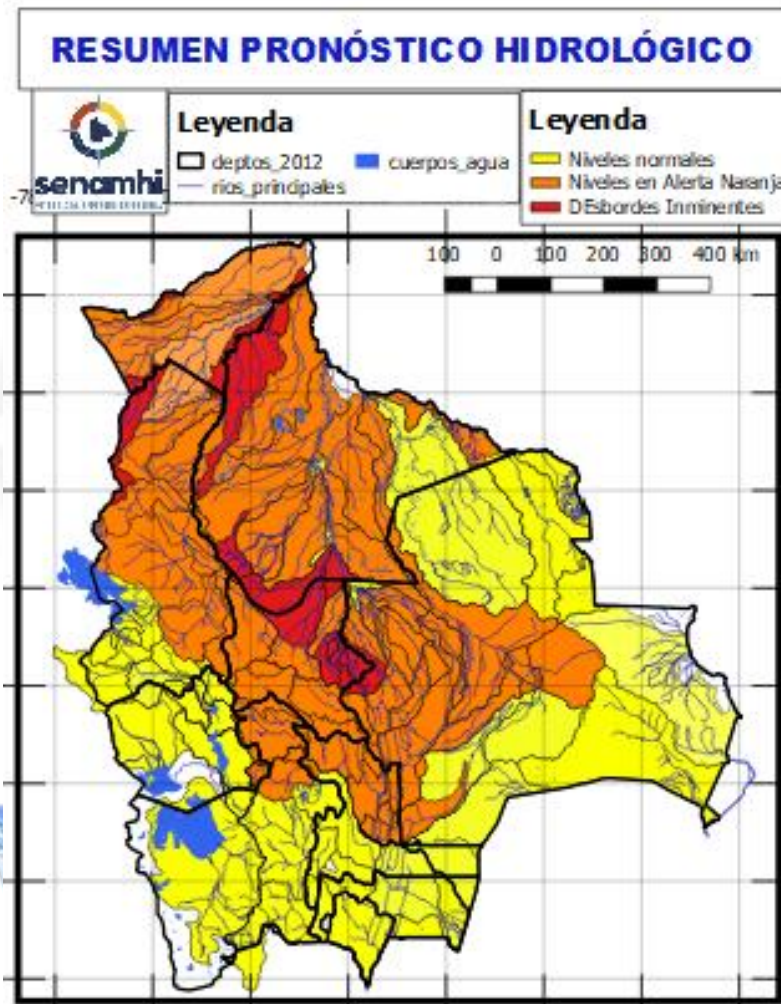 RESUMEN PRONÓSTICO HIDROLÓGICO
senamhi
Leyenda
deptos_2012
cuerpos_agua
rios_principales
Leyenda
Niveles normales
Niveles en Alerta Naranja
DEsbordes Inminentes
100 0 100 200 300 400 km